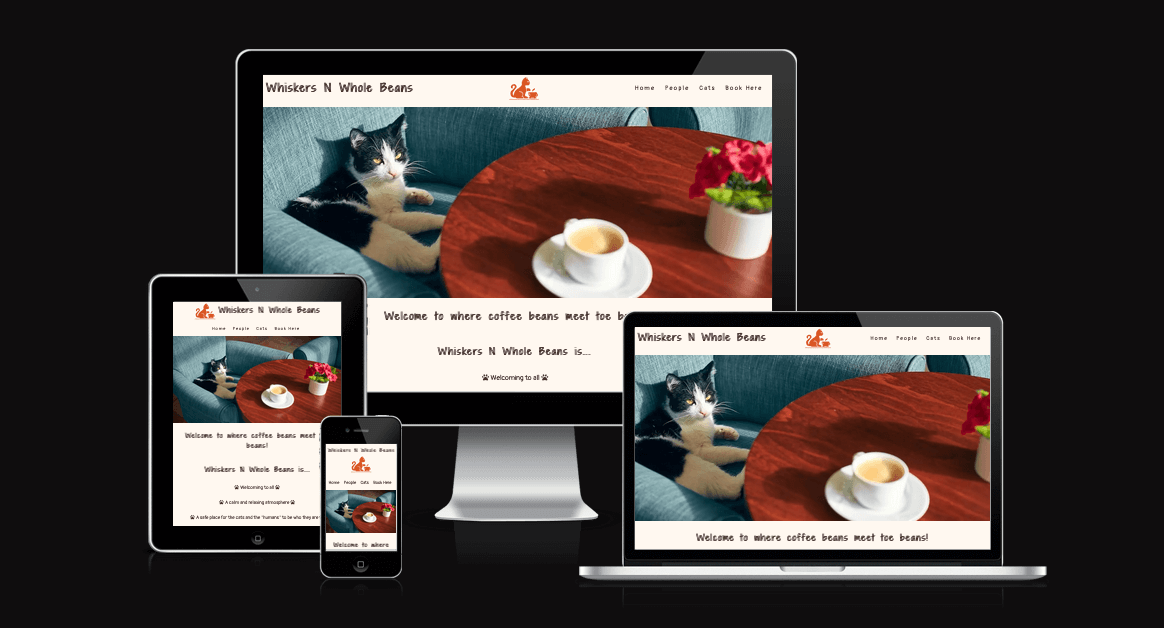 Whiskers N Whole Beans
Home People Cats Book Here
Welcome to where coffee beans meet toe
Whiskers N Whole Beans is....
Welcoming to all
Whiskers N Whole Beans
Home People Cats Book Here
Welcome to where coffee beans meet
beans!
Whiskers N Whole Beans is....
Welcoming to all
A calm and relaxing atmosphere
A safe place for the cats and the "humans" to be who they are
Whiskers N Whole Beans
Home People Cats Book Here
Welcome to where
Whiskers N Whole Beans
Home People Cats Book Here
Welcome to where coffee beans meet toe beans!